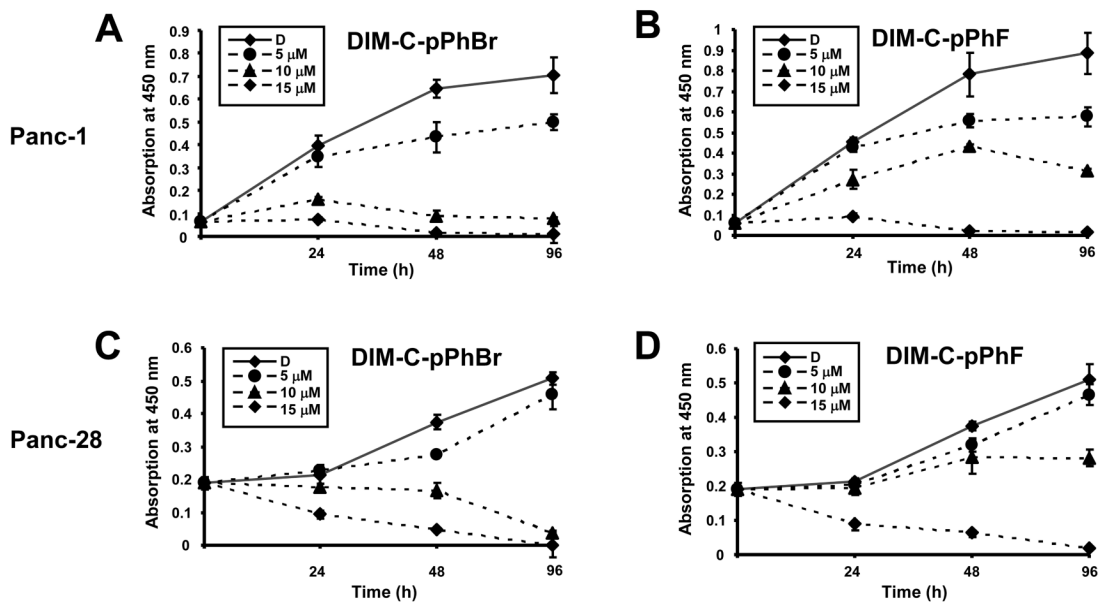 A
DIM-C-pPhBr
D
5 μM
10 μM
15 μM
Absorption at 450 nm
0.9
0.8
0.7
0.6
0.5
0.4
0.3
0.2
0.1
0
24
48
96
Time (h)
B
DIM-C-pPhF
D
5 μM
10 μM
15 μM
Absorption at 450 nm
1
0.9
0.8
0.7
0.6
0.5
0.4
0.3
0.2
0.1
0
24
48
96
Time (h)
Panc-1
C
DIM-C-pPhBr
D
5 μM
10 μM
15 μM
Absorption at 450 nm
0.6
0.5
0.4
0.3
0.2
0.1
0
24
48
96
Time (h)
D
DIM-C-pPhF
D
5 μM
10 μM
15 μM
Absorption at 450 nm
0.6
0.5
0.4
0.3
0.2
0.1
0
24
48
96
Time (h)
Panc-28